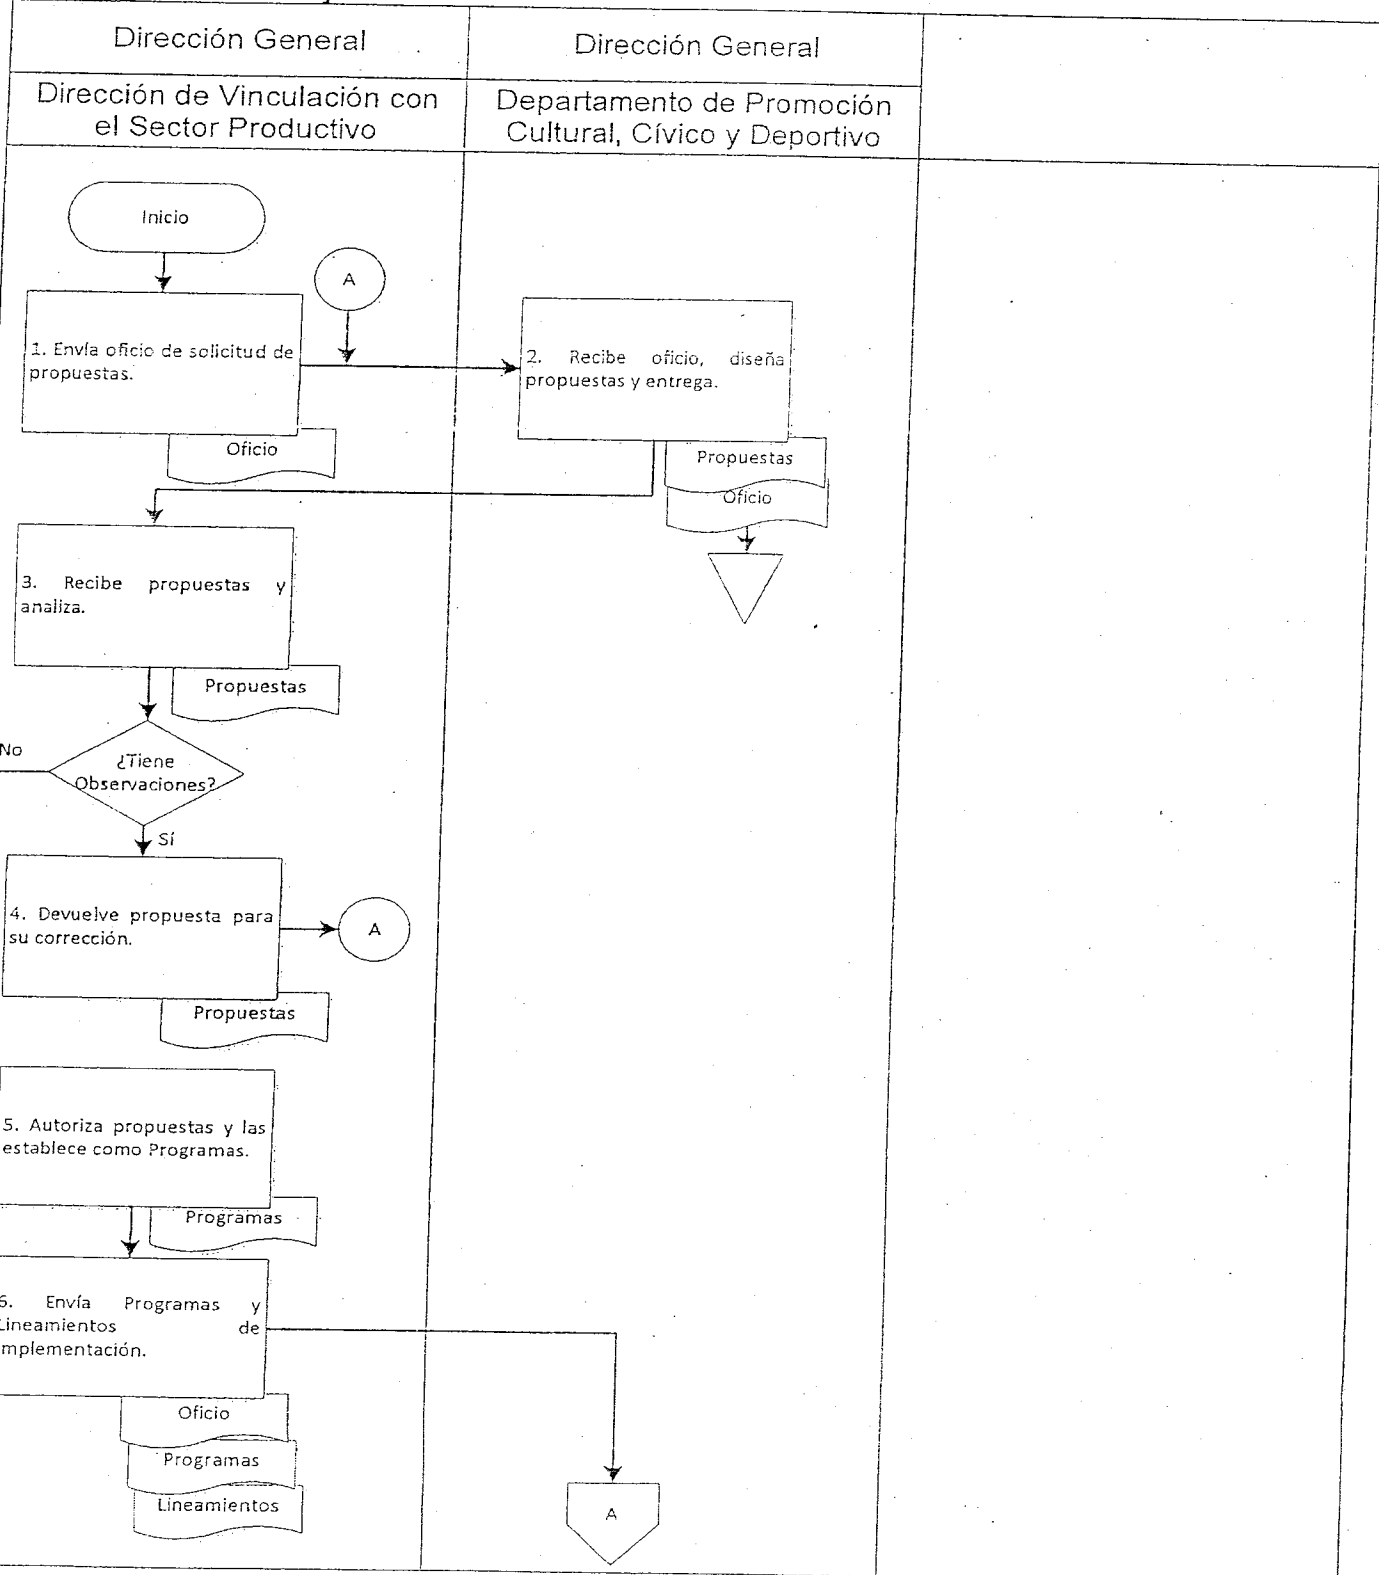 Dirección General
Dirección General
Dirección de Vinculación con
el Sector Productivo
Departamento de Promoción
Cultural, Cívico y Deportivo
Inicio
A
1. Envía oficio de solicitud de
propuestas.
Oficio
2. Recibe oficio, diseña
propuestas y entrega.
Propuestas
Oficio
3. Recibe propuestas y
analiza.
Propuestas
No
¿Tiene
Observaciones?
Sí
4. Devuelve propuesta para
su corrección.
A
Propuestas
5. Autoriza propuestas y las
establece como Programas.
Programas
6. Envía Programas y
Lineamientos de
implementación.
Oficio
Programas
Lineamientos
A